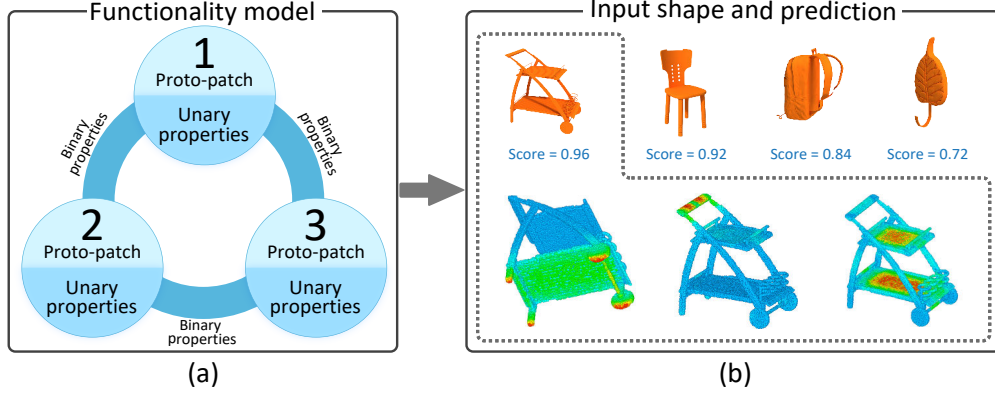 Functionality model
1
Proto-patch
Unary
properties
Binary
properties
Binary
properties
2
Proto-patch
Unary
properties
3
Proto-patch
Unary
properties
Binary
properties
(a)
Input shape and prediction
Score = 0.96
Score = 0.92
Score = 0.84
Score = 0.72
(b)